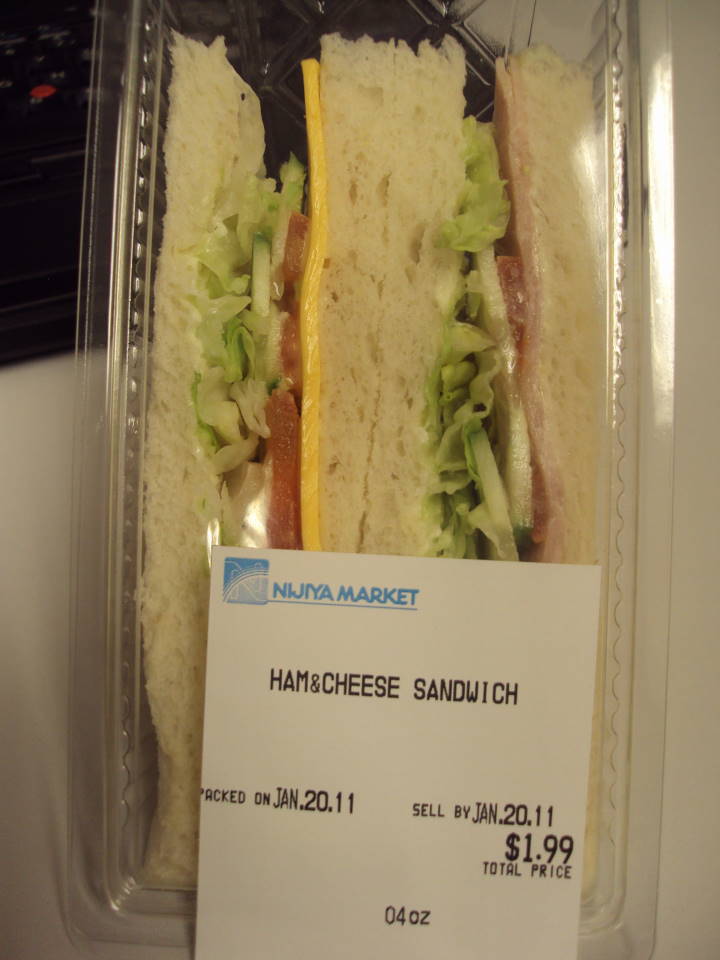 NIJIYA MARKET
HAM&CHEESE SANDWICH
PACKED ON JAN.20.11
SELL BY JAN.20.11
$1.99
TOTAL PRICE
04oz